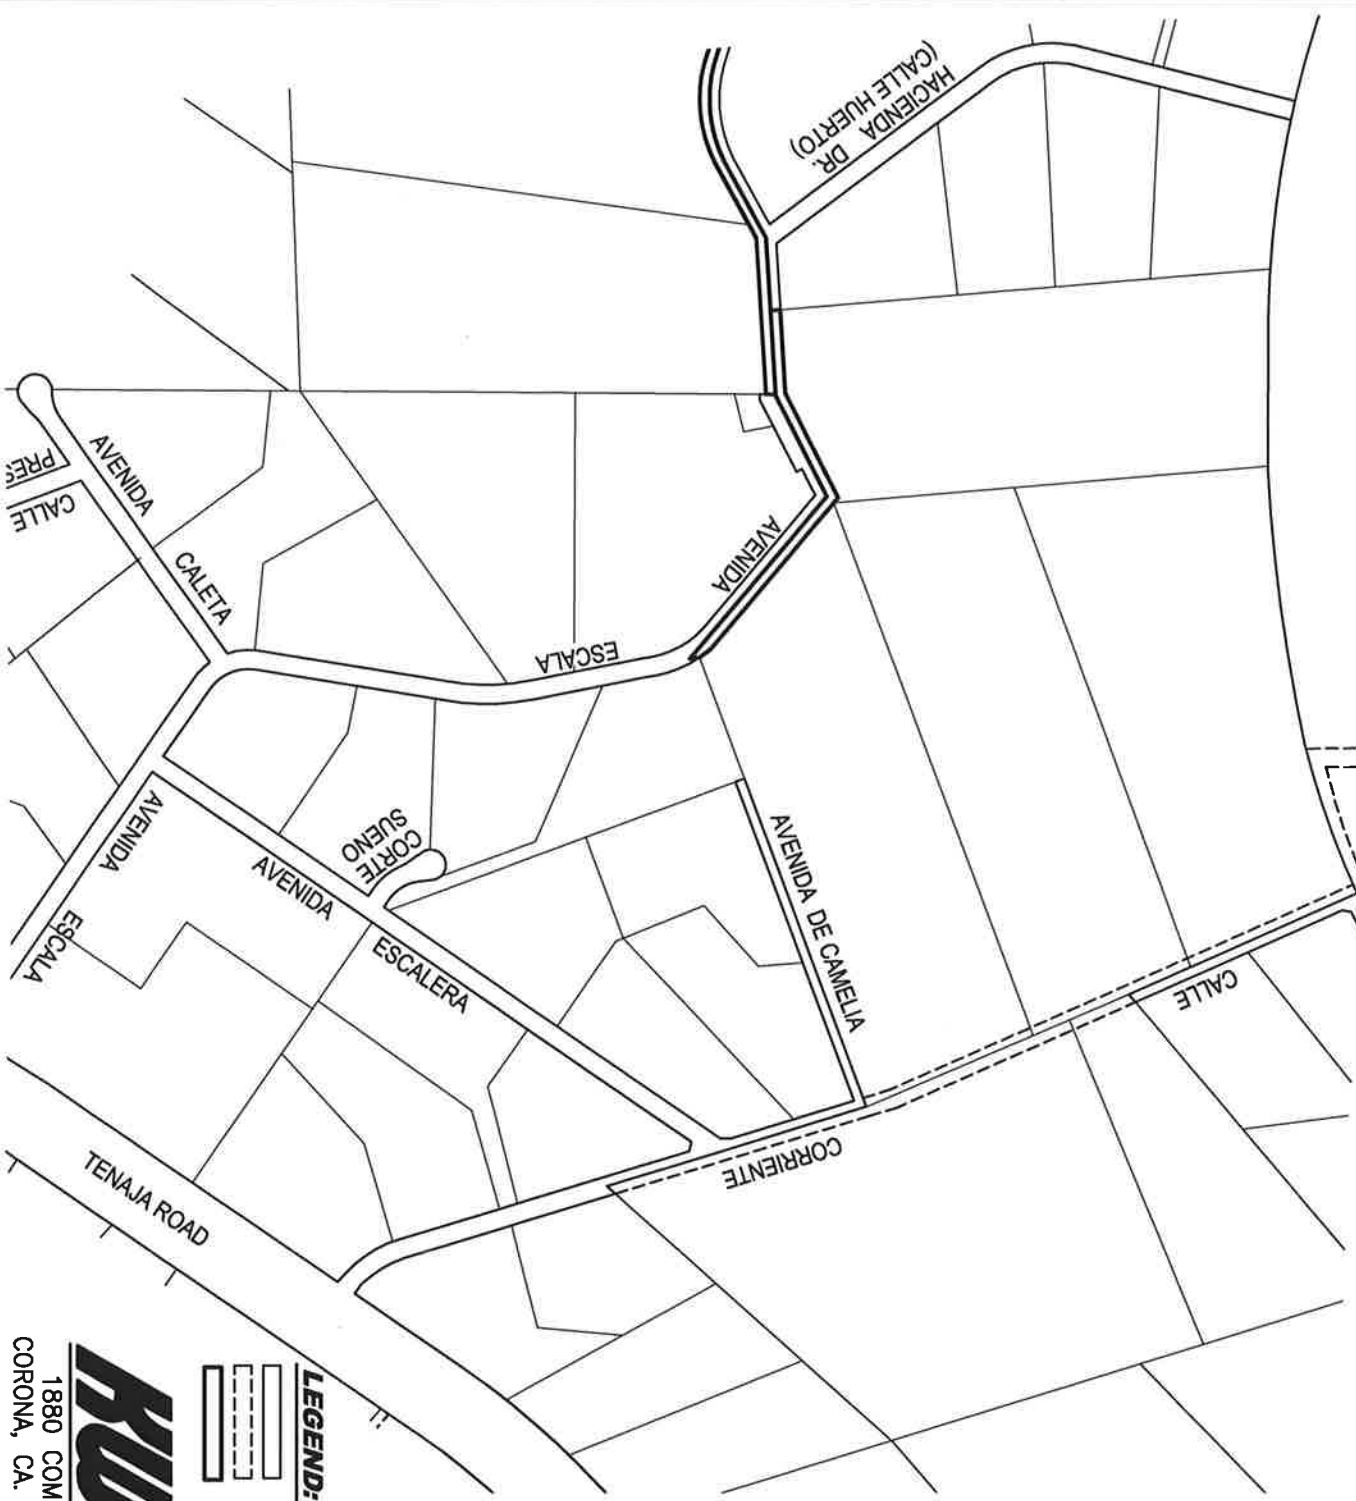 HACIENDA DR.
(CALLE HUERTO)
AVENIDA
CALETA
CALLE
PRES
AVENIDA
ESCALA
AVENIDA
ESCALA
CORTE
SUENO
AVENIDA
ESCALERA
AVENIDA DE CAMELIA
CALLE
CORRIENTE
TENAJA ROAD
LEGEND:
1880 COM
CORONA, CA.